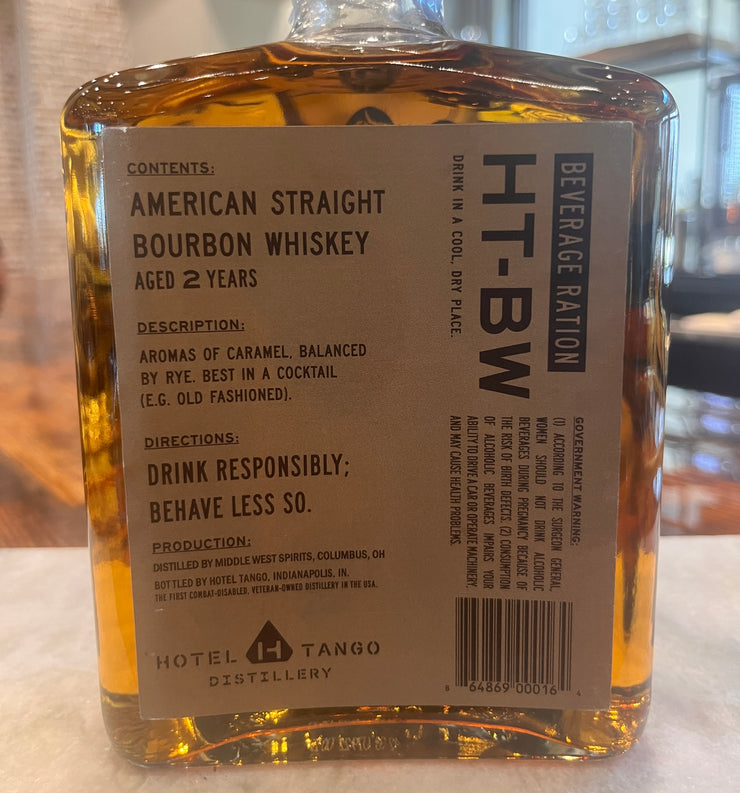 CONTENTS:
AMERICAN STRAIGHT
BOURBON WHISKEY
AGED 2 YEARS
DESCRIPTION:
AROMAS OF CARAMEL, BALANCED
BY RYE. BEST IN A COCKTAIL
(E.G. OLD FASHIONED).
DIRECTIONS:
DRINK RESPONSIBLY;
BEHAVE LESS SO.
PRODUCTION:
DISTILLED BY MIDDLE WEST SPIRITS, COLUMBUS, OH
BOTTLED BY HOTEL TANGO, INDIANAPOLIS, IN.
THE FIRST COMBAT-DISABLED, VETERAN-OWNED DISTILLERY IN THE USA.
HOTEL H TANGO
DISTILLERY
BEVERAGE RATION
HT-BW
DRINK IN A COOL, DRY PLACE.
GOVERNMENT WARNING:
(1) ACCORDING TO THE SURGEON GENERAL,
WOMEN SHOULD NOT DRINK ALCOHOLIC
BEVERAGES DURING PREGNANCY BECAUSE OF
THE RISK OF BIRTH DEFECTS. (2) CONSUMPTION
OF ALCOHOLIC BEVERAGES IMPAIRS YOUR
ABILITY TO DRIVE A CAR OR OPERATE MACHINERY,
AND MAY CAUSE HEALTH PROBLEMS.
8 64869 00016 4